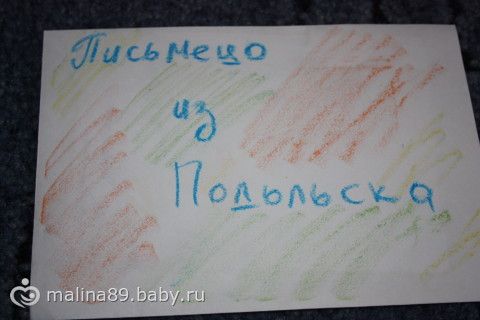 Письмецо
из
Подольска
malina89.baby.ru